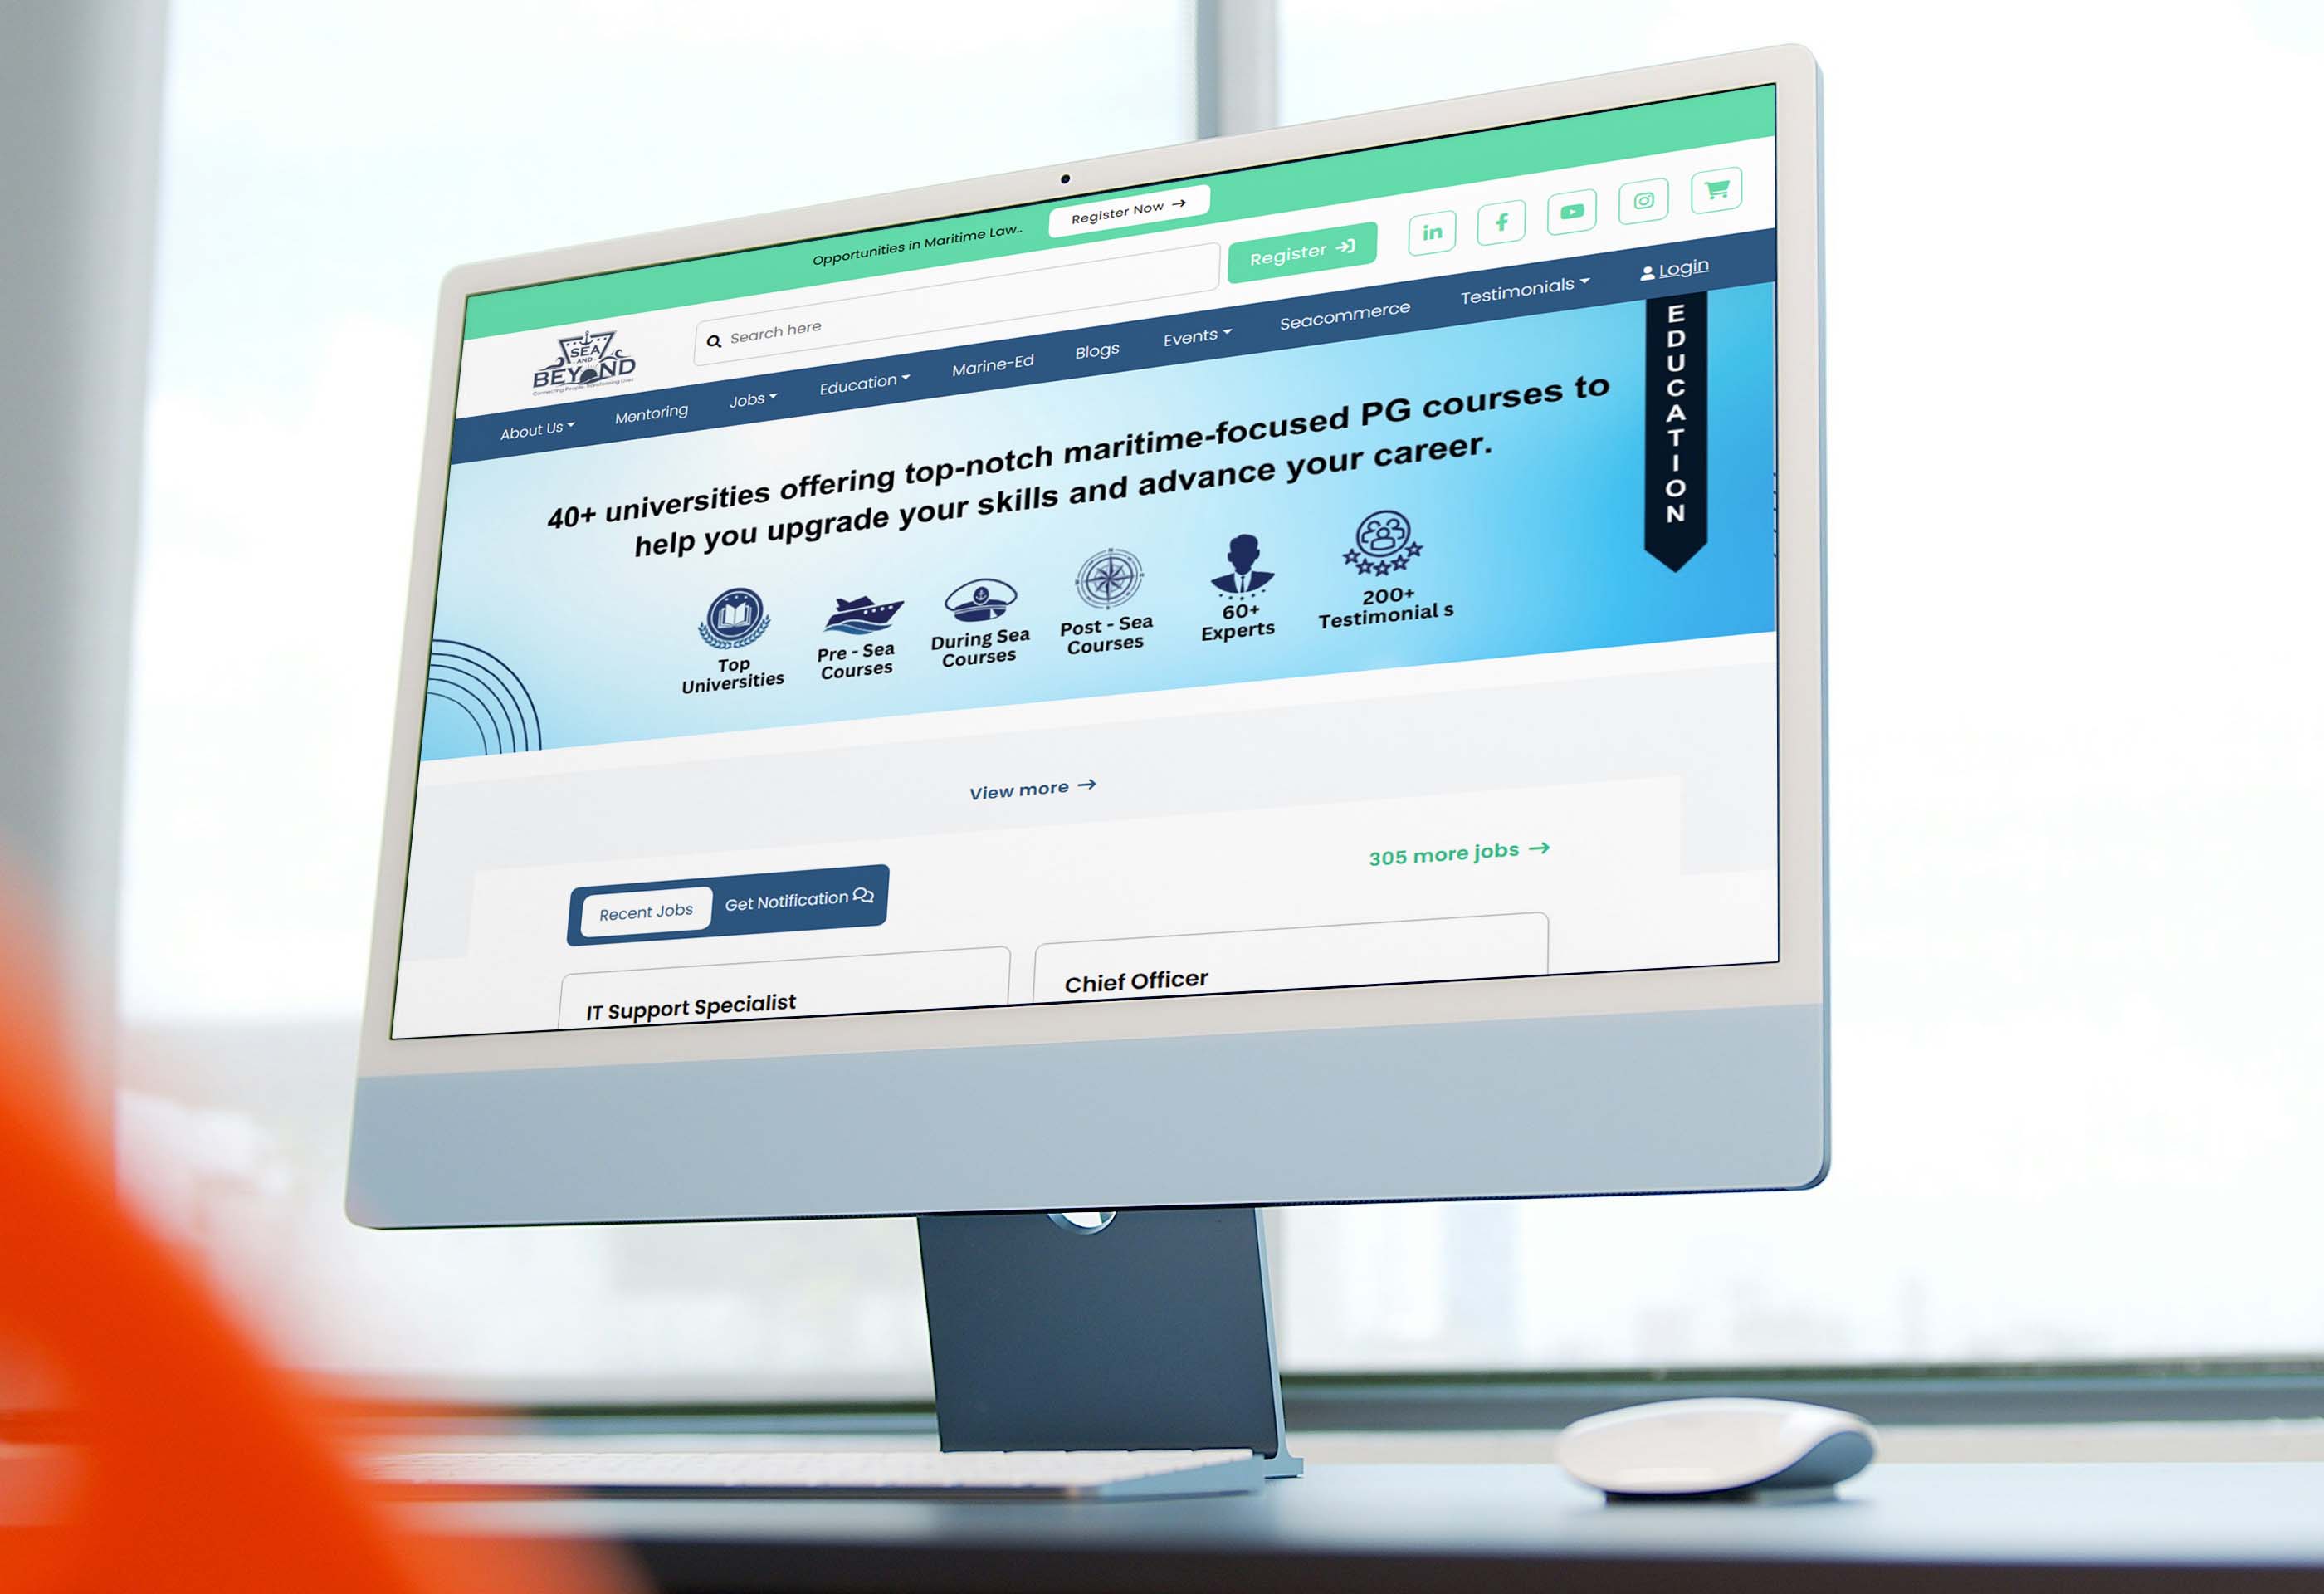 Opportunities in Maritime Law..
Register Now →
SEA
AND
BEYOND
Connecting People, Transforming Lives
Search here
Register
in
f
About Us
Mentoring
Jobs
Education
Marine-Ed
Blogs
Events
Seacommerce
Testimonials
Login
40+ universities offering top-notch maritime-focused PG courses to
help you upgrade your skills and advance your career.
EDUCATION
Top
Universities
Pre - Sea
Courses
During Sea
Courses
Post - Sea
Courses
60+
Experts
200+
Testimonial s
View more →
305 more jobs →
Recent Jobs
Get Notification
IT Support Specialist
Chief Officer